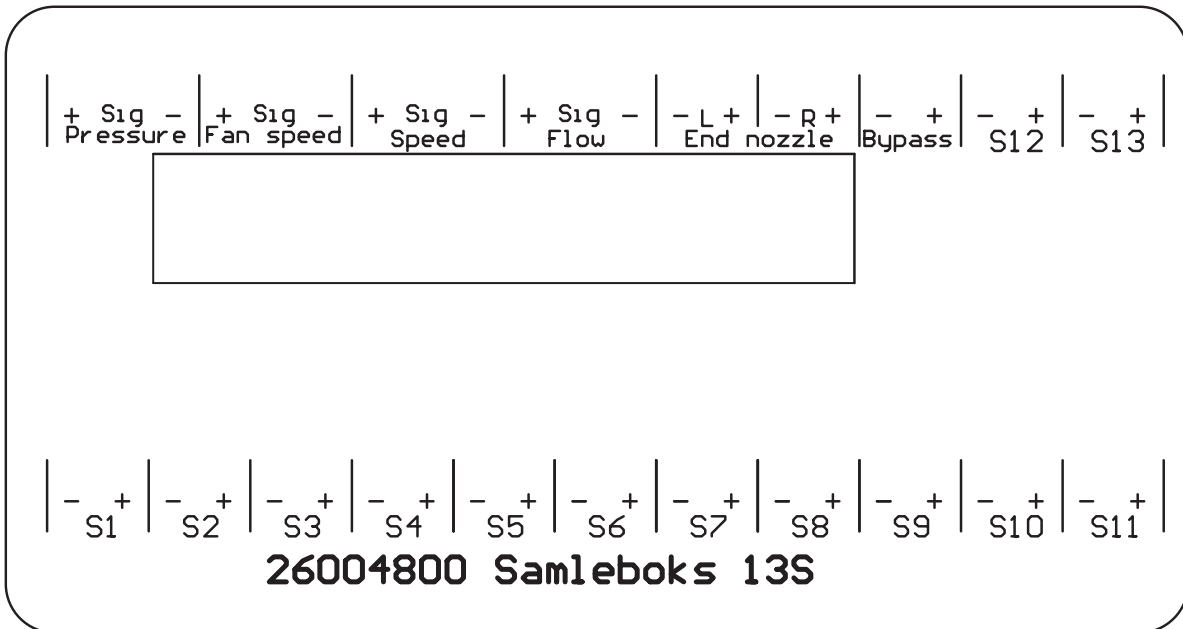 + Sig - + Sig - + Sig - + Sig - - L + - R + - + - + - +
Pressure Fan speed Speed Flow End nozzle Bypass S12 S13
- + - + - + - + - + - + - + - + - + - + - +
S1 S2 S3 S4 S5 S6 S7 S8 S9 S10 S11
26004800 Samleboks 13S